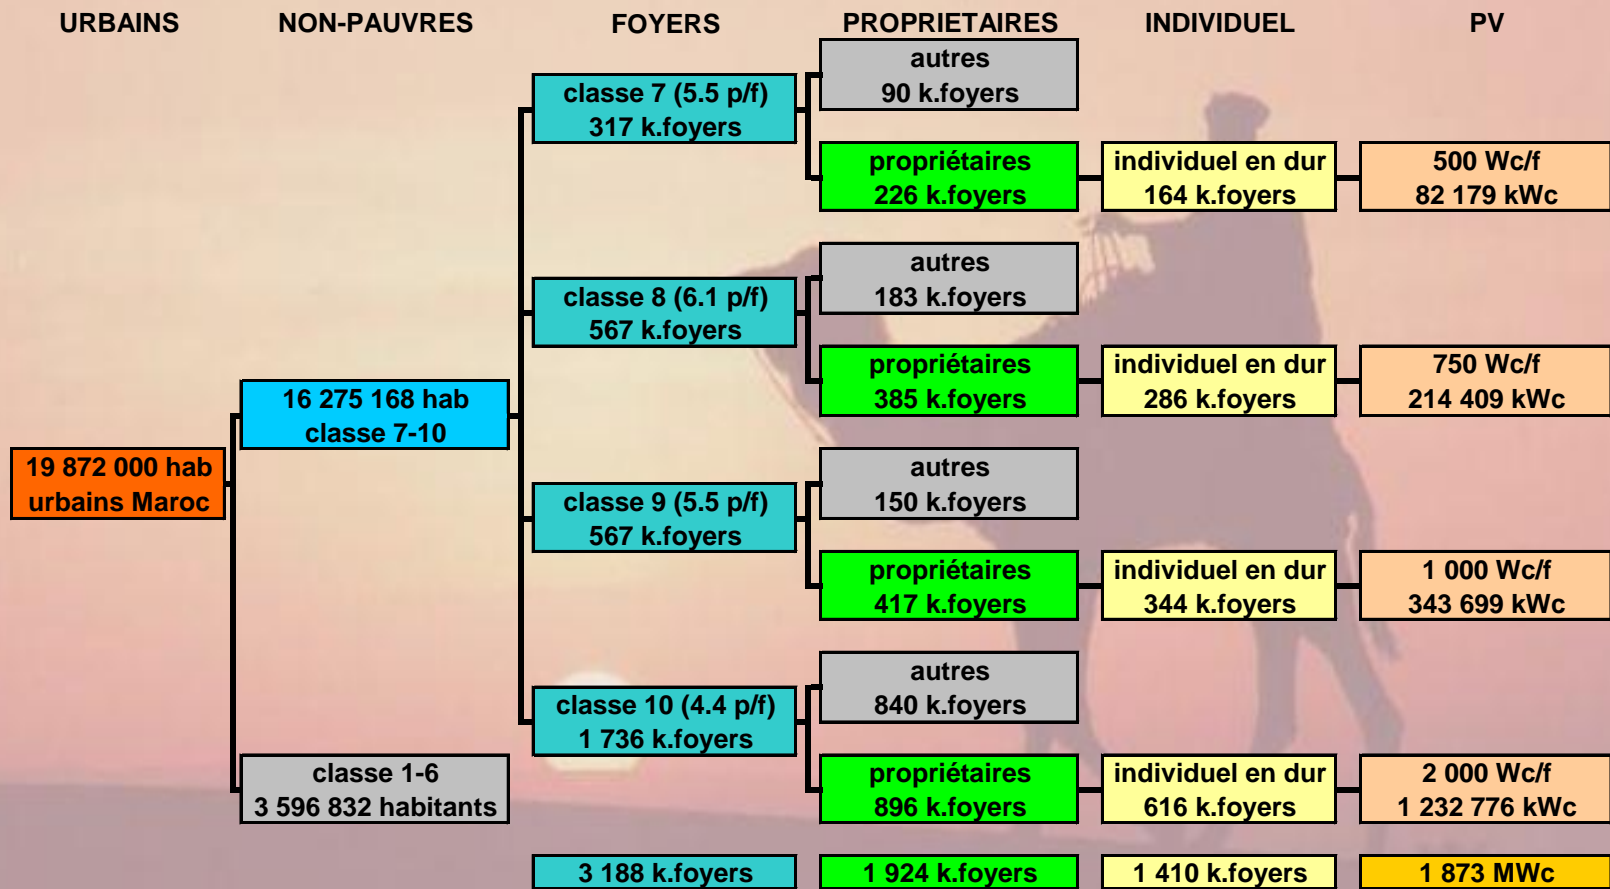 URBAINS
NON-PAUVRES
FOYERS
PROPRIETAIRES
INDIVIDUEL
PV
19 872 000 hab
urbains Maroc
16 275 168 hab
classe 7-10
classe 1-6
3 596 832 habitants
classe 7 (5.5 p/f)
317 k.foyers
autres
90 k.foyers
propriétaires
226 k.foyers
individuel en dur
164 k.foyers
500 Wc/f
82 179 kWc
classe 8 (6.1 p/f)
567 k.foyers
autres
183 k.foyers
propriétaires
385 k.foyers
individuel en dur
286 k.foyers
750 Wc/f
214 409 kWc
classe 9 (5.5 p/f)
567 k.foyers
autres
150 k.foyers
propriétaires
417 k.foyers
individuel en dur
344 k.foyers
1 000 Wc/f
343 699 kWc
classe 10 (4.4 p/f)
1 736 k.foyers
autres
840 k.foyers
propriétaires
896 k.foyers
individuel en dur
616 k.foyers
2 000 Wc/f
1 232 776 kWc
3 188 k.foyers
1 924 k.foyers
1 410 k.foyers
1 873 MWc